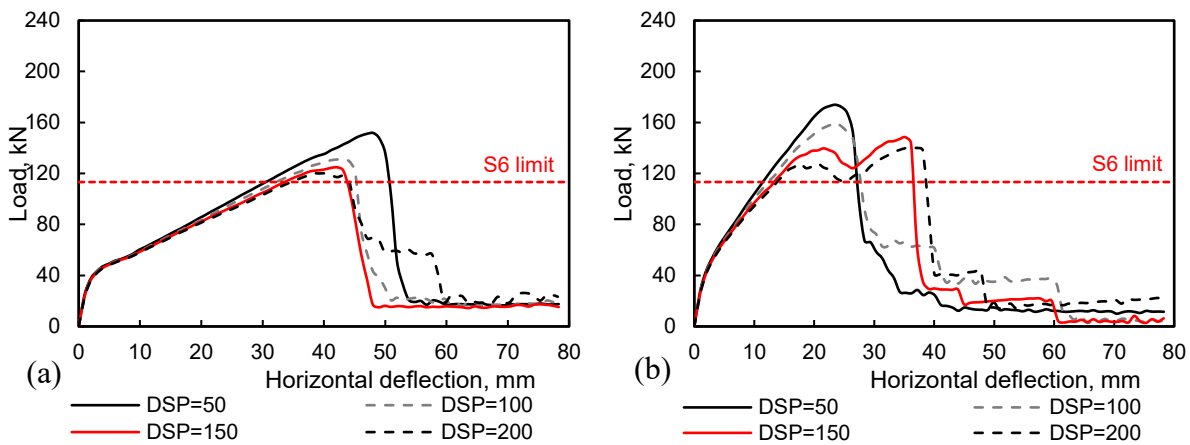 240
200
160
120
80
40
0
Load, kN
S6 limit
0 10 20 30 40 50 60 70 80
(a)
Horizontal deflection, mm
DSP=50 DSP=100
DSP=150 DSP=200
240
200
160
120
80
40
0
Load, kN
S6 limit
0 10 20 30 40 50 60 70 80
(b)
Horizontal deflection, mm
DSP=50 DSP=100
DSP=150 DSP=200